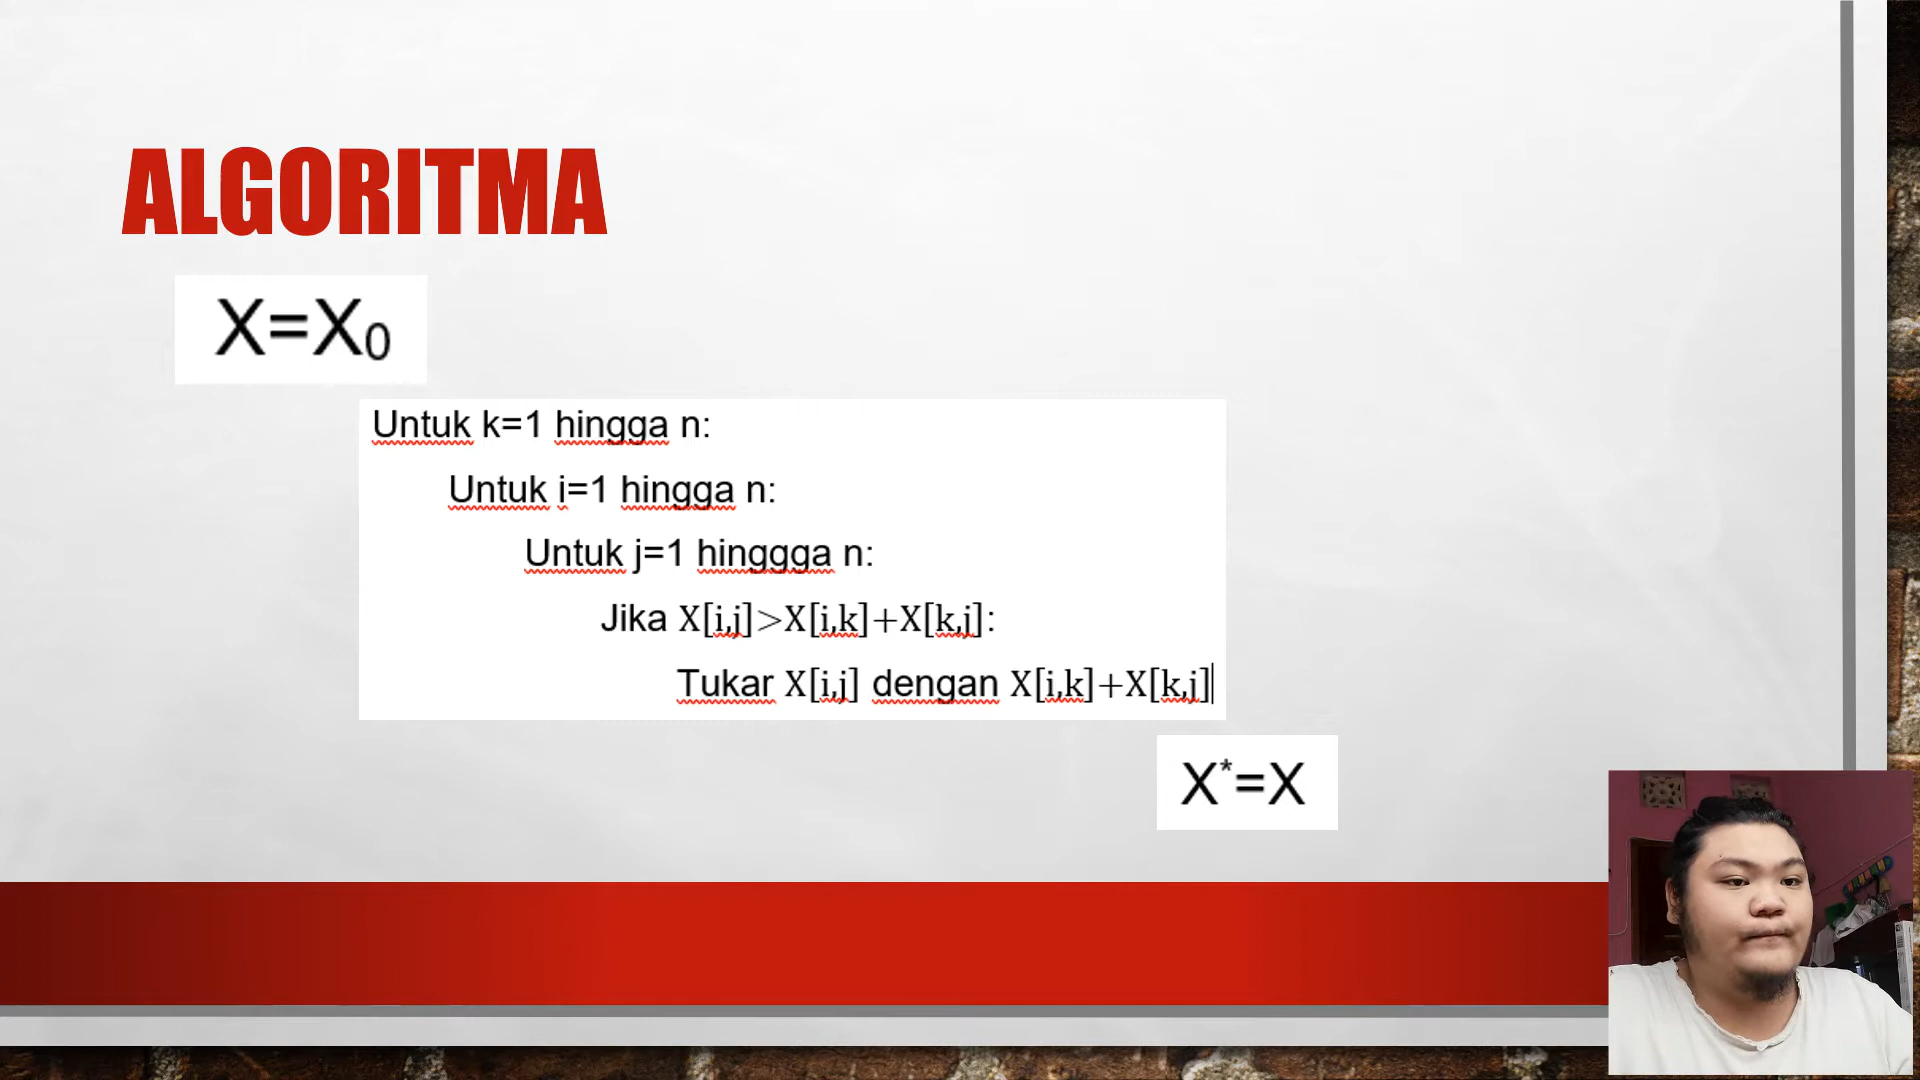 ALGORITMA
X=X₀
Untuk k=1 hingga n:
Untuk i=1 hingga n:
Untuk j=1 hinggga n:
Jika X[i,j]>X[i,k]+X[k,j]:
Tukar X[i,j] dengan X[i,k]+X[k,j]
X*=X